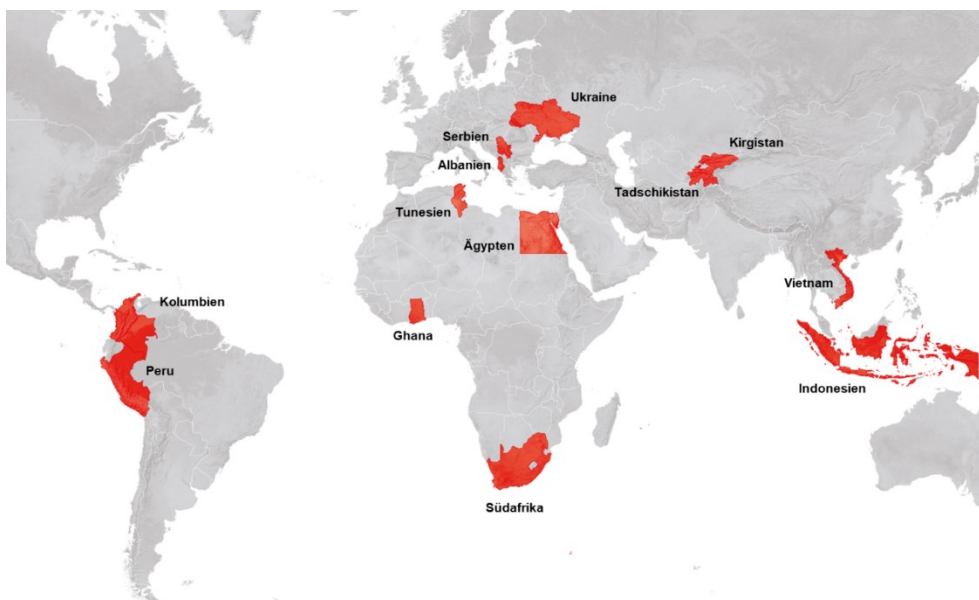 Ukraine
Serbien
Kirgistan
Albanien
Tadschikistan
Tunesien
Ägypten
Vietnam
Kolumbien
Ghana
Peru
Indonesien
Südafrika